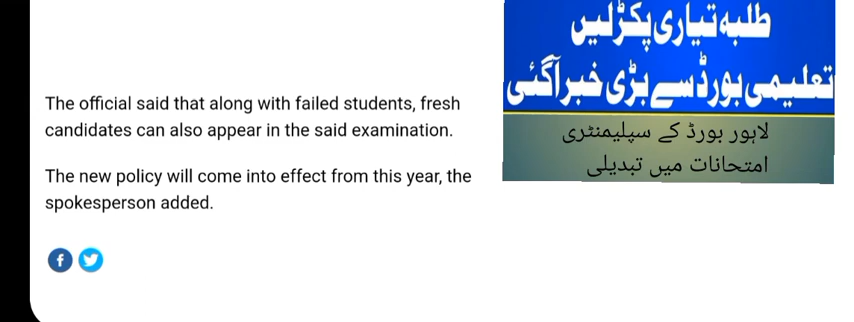 The official said that along with failed students, fresh
candidates can also appear in the said examination.
The new policy will come into effect from this year, the
spokesperson added.
طلبہ تیاری پکڑ لیں
تعلیمی بورڈ سے بڑی خبر آگئی
لاہور بورڈ کے سپلیمنٹری
امتحانات میں تبدیلی